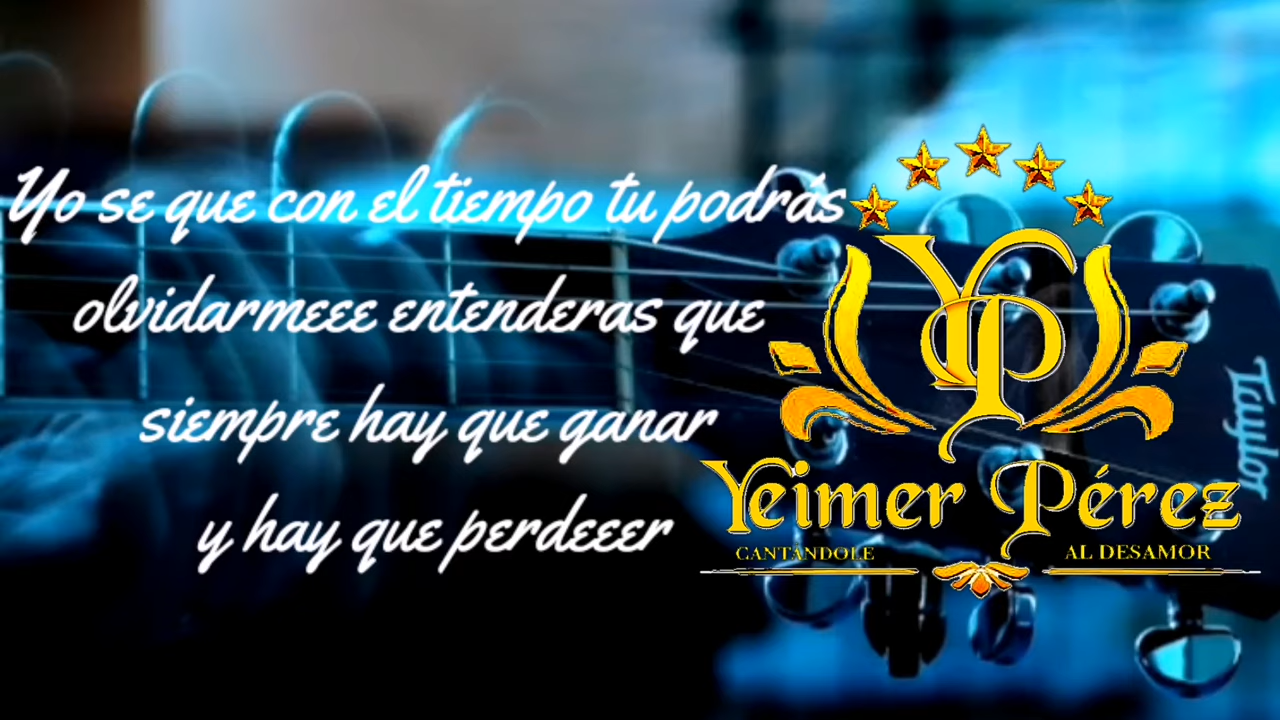 Yo se que con el tiempo tu podrás
olvidarmeee entenderas que
siempre hay que ganar
y hay que perdeeer
YP
Yeimer Pérez
CANTÁNDOLE AL DESAMOR
Taylor